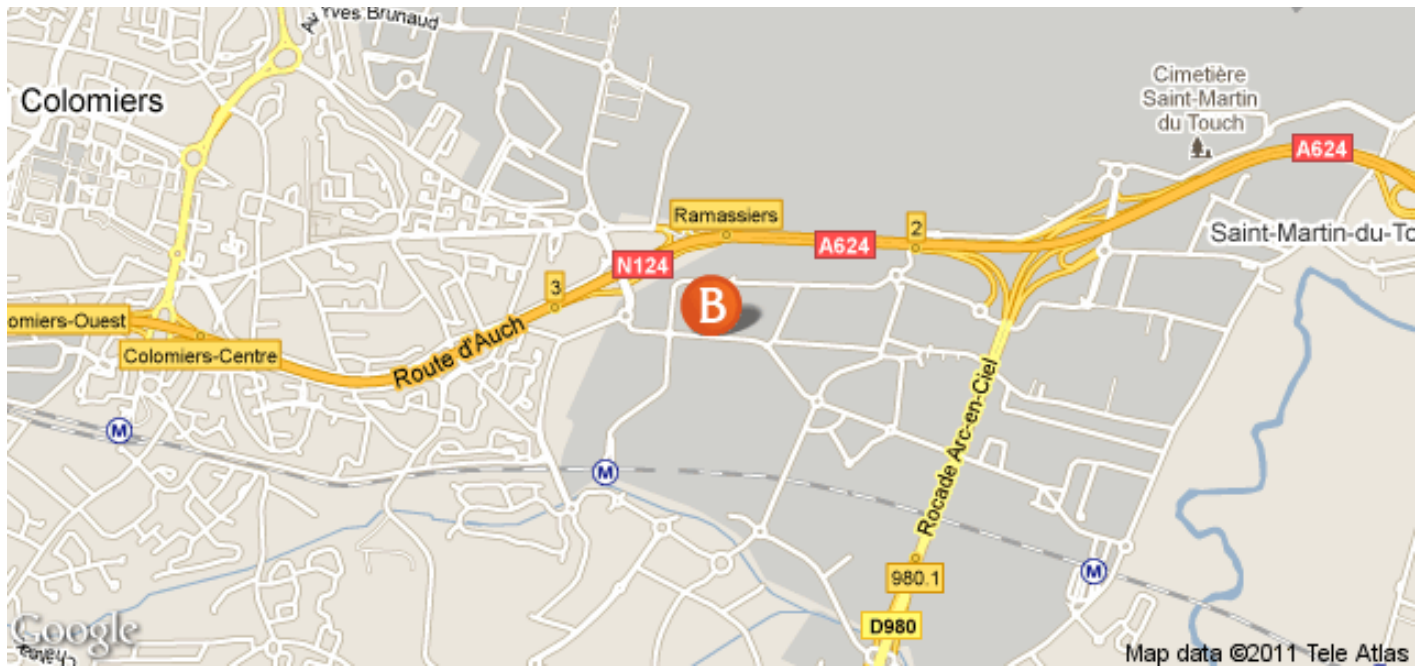 Yves Brunaud
Colomiers
Cimetière
Saint-Martin
du Touch
A624
Ramassiers
2
A624
Saint-Martin-du-To
N124
B
3
omiers-Ouest
Colomiers-Centre
Route d'Auch
Rocade Arc-en-Ciel
M
M
M
980.1
D980
Google
Map data ©2011 Tele Atlas